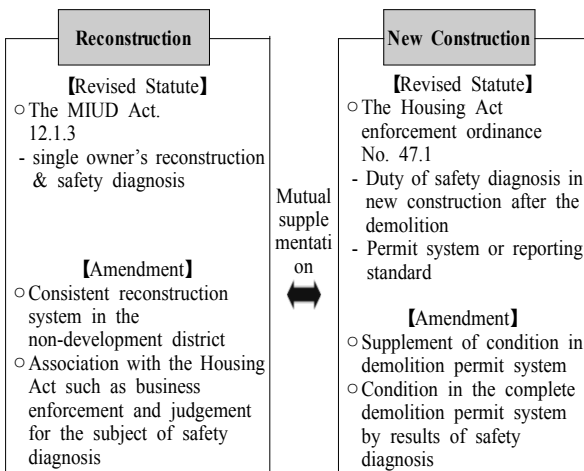 Reconstruction
【Revised Statute】
○ The MIUD Act.
12.1.3
- single owner's reconstruction
& safety diagnosis
【Amendment】
○ Consistent reconstruction
system in the
non-development district
○ Association with the Housing
Act such as business
enforcement and judgement
for the subject of safety
diagnosis
Mutual
supple
mentati
on
New Construction
【Revised Statute】
○ The Housing Act
enforcement ordinance
No. 47.1
- Duty of safety diagnosis in
new construction after the
demolition
- Permit system or reporting
standard
【Amendment】
○ Supplement of condition in
demolition permit system
○ Condition in the complete
demolition permit system
by results of safety
diagnosis